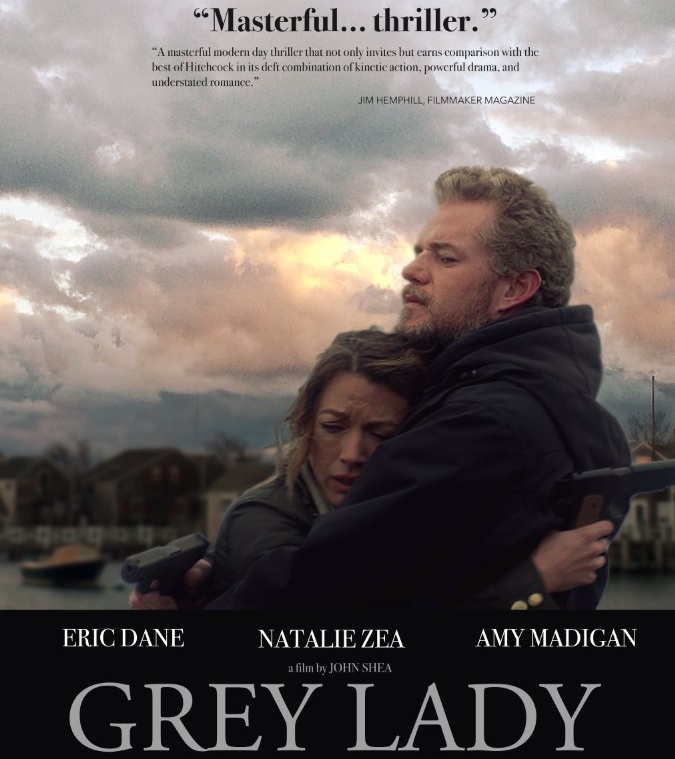 “Masterful... thriller.”
“A masterful modern day thriller that not only invites but earns comparison with the
best of Hitchcock in its deft combination of kinetic action, powerful drama, and
understated romance.”
JIM HEMPHILL, FILMMAKER MAGAZINE
ERIC DANE NATALIE ZEA AMY MADIGAN
a film by JOHN SHEA
GREY LADY